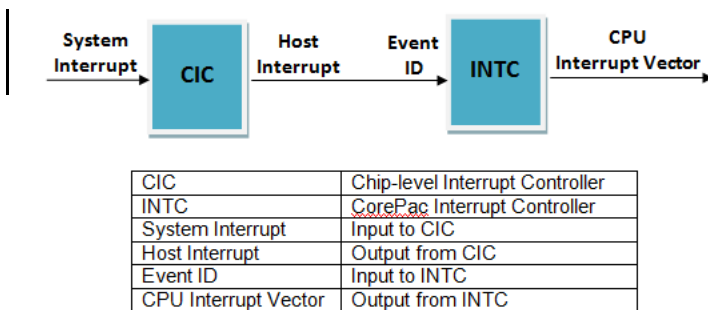 System Interrupt
CIC
Host Interrupt
Event ID
INTC
CPU Interrupt Vector
CIC Chip-level Interrupt Controller
INTC CorePac Interrupt Controller
System Interrupt Input to CIC
Host Interrupt Output from CIC
Event ID Input to INTC
CPU Interrupt Vector Output from INTC